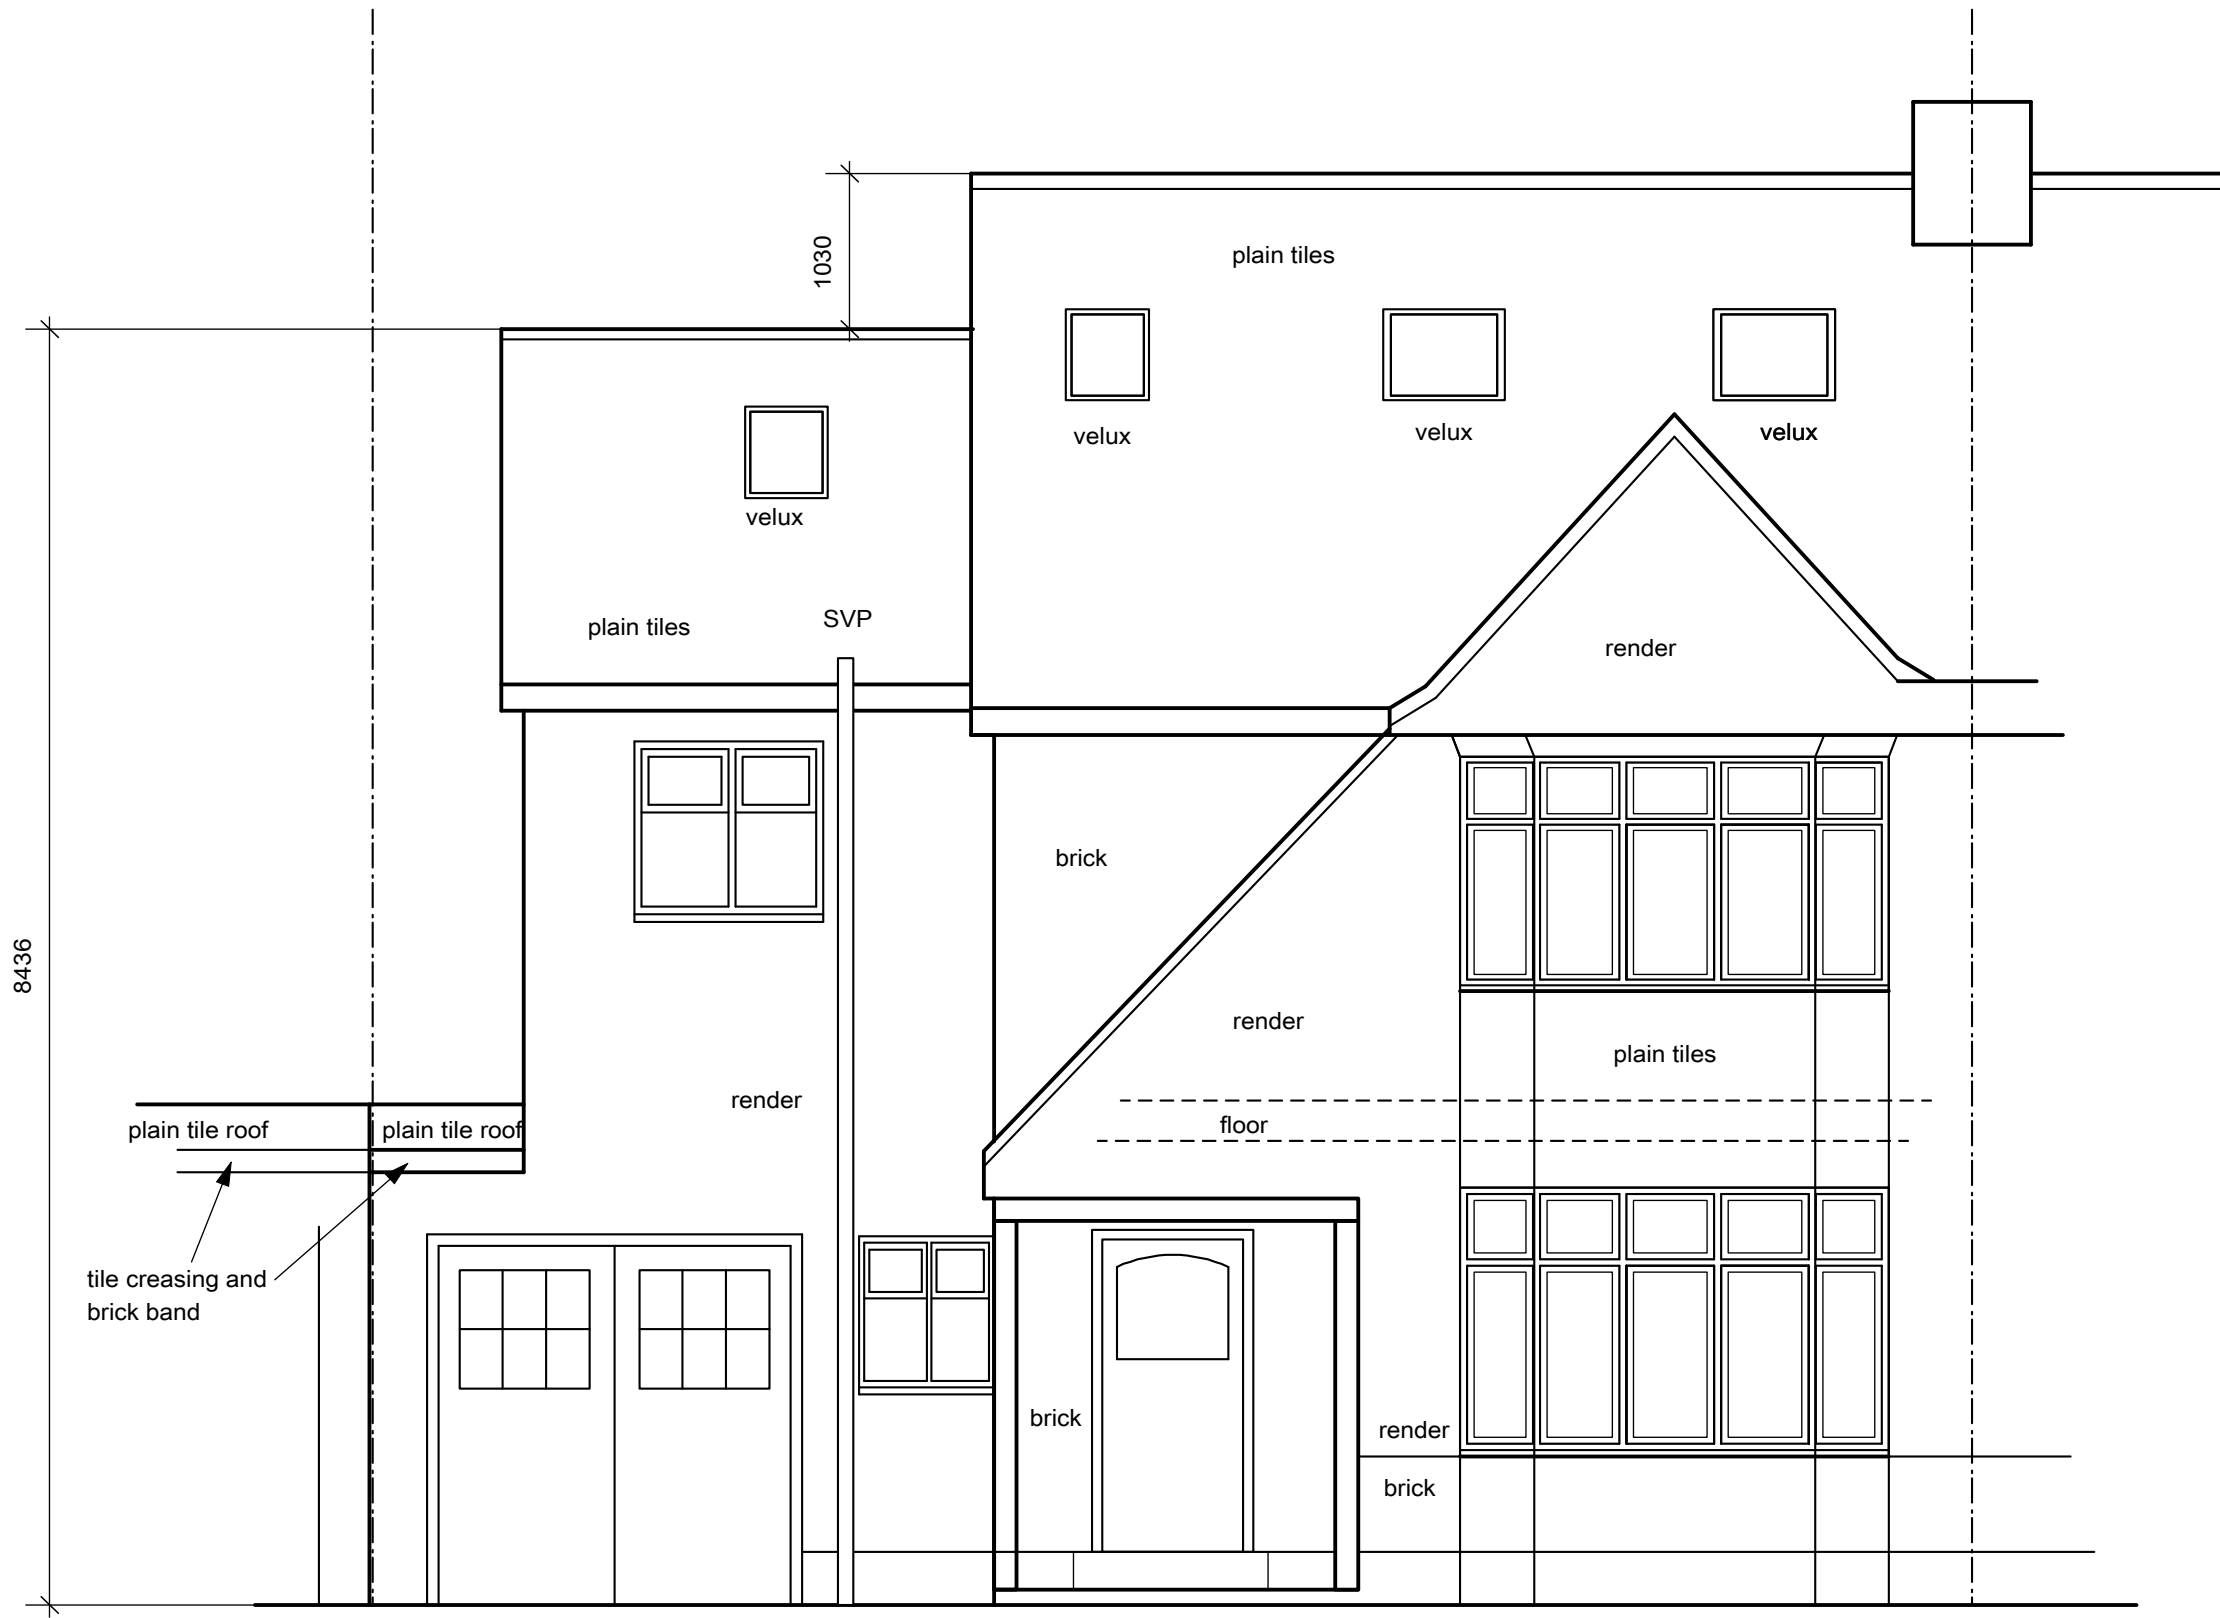 1030
plain tiles
velux
velux
velux
velux
SVP
plain tiles
render
brick
8436
render
plain tiles
render
floor
plain tile roof
plain tile roof
tile creasing and
brick band
brick
render
brick